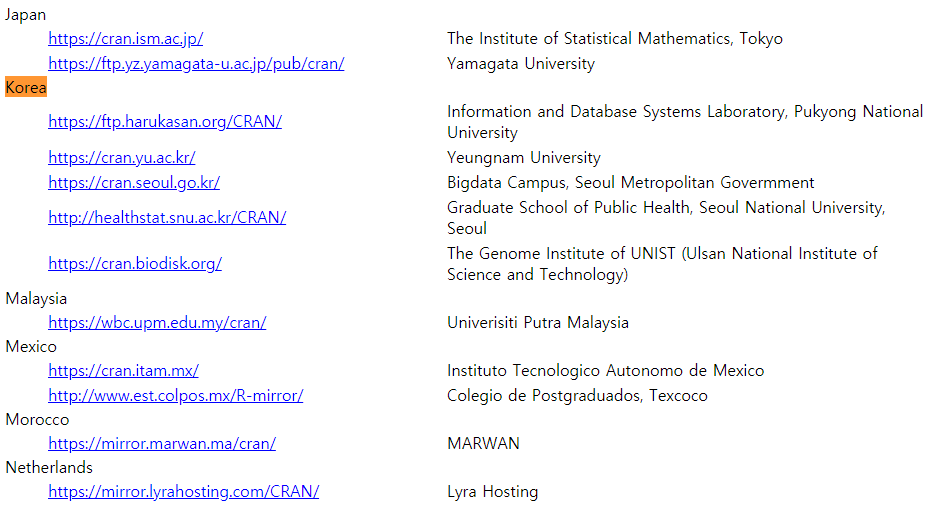 Japan
https://cran.ism.ac.jp/ The Institute of Statistical Mathematics, Tokyo
https://ftp.yz.yamagata-u.ac.jp/pub/cran/ Yamagata University
Korea
https://ftp.harukasan.org/CRAN/ Information and Database Systems Laboratory, Pukyong National
University
https://cran.yu.ac.kr/ Yeungnam University
https://cran.seoul.go.kr/ Bigdata Campus, Seoul Metropolitan Govermment
http://healthstat.snu.ac.kr/CRAN/ Graduate School of Public Health, Seoul National University,
Seoul
https://cran.biodisk.org/ The Genome Institute of UNIST (Ulsan National Institute of
Science and Technology)
Malaysia
https://wbc.upm.edu.my/cran/ Univerisiti Putra Malaysia
Mexico
https://cran.itam.mx/ Instituto Tecnologico Autonomo de Mexico
http://www.est.colpos.mx/R-mirror/ Colegio de Postgraduados, Texcoco
Morocco
https://mirror.marwan.ma/cran/ MARWAN
Netherlands
https://mirror.lyrahosting.com/CRAN/ Lyra Hosting